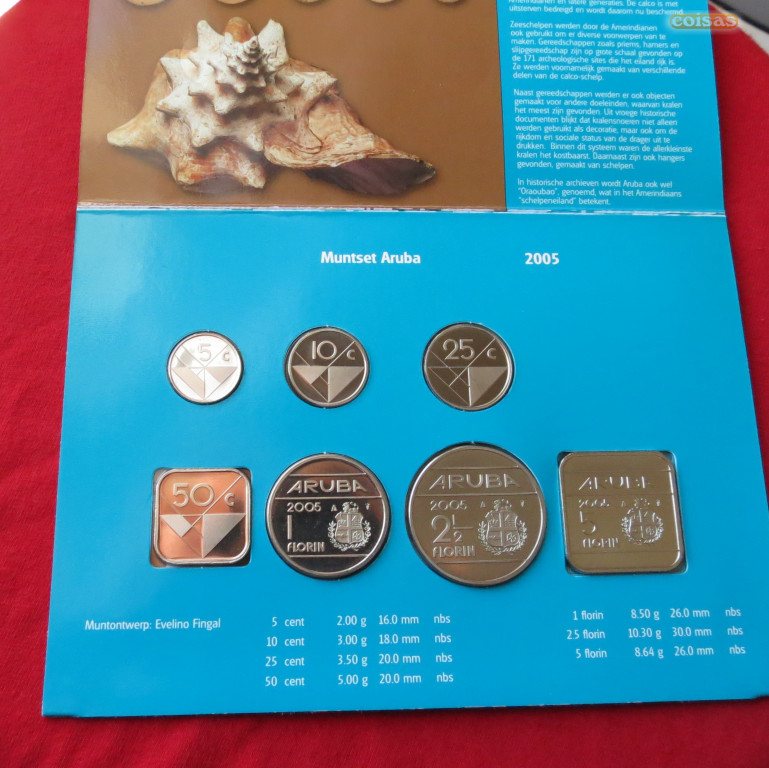 coisas
Amerindianen en latere generaties. De calco is met
uitsterven bedreigd en wordt daarom nu beschermd.
Zeeschelpen werden door de Amerindianen
ook gebruikt om er diverse voorwerpen van te
maken. Gereedschappen zoals priems, hamers en
slijpgereedschap zijn op grote schaal gevonden op
de 171 archeologische sites die het eiland rijk is.
Ze werden voornamelijk gemaakt van verschillende
delen van de calco-schelp.
Naast gereedschappen werden er ook objecten
gemaakt voor andere doeleinden, waarvan kralen
het meest zijn gevonden. Uit vroege historische
documenten blijkt dat kralensnoeren niet alleen
werden gebruikt als decoratie, maar ook om de
rijkdom en sociale status van de drager uit te
drukken. Binnen dit systeem waren de allerkleinste
kralen het kostbaarst. Daarnaast zijn ook hangers
gevonden, gemaakt van schelpen.
In historische archieven wordt Aruba ook wel
"Oraoubao", genoemd, wat in het Amerindiaans
"schelpeneiland" betekent.
Muntset Aruba 2005
5 c
10 c
25 c
50 c
ARUBA
2005
1
FLORIN
ARUBA
2005
2½
FLORIN
ARUBA
2005
5
FLORIN
Muntontwerp: Evelino Fingal
5 cent 2.00 g 16.0 mm nbs
10 cent 3.00 g 18.0 mm nbs
25 cent 3.50 g 20.0 mm nbs
50 cent 5.00 g 20.0 mm nbs
1 florin 8.50 g 26.0 mm nbs
2.5 florin 10.30 g 30.0 mm nbs
5 florin 8.64 g 26.0 mm nbs